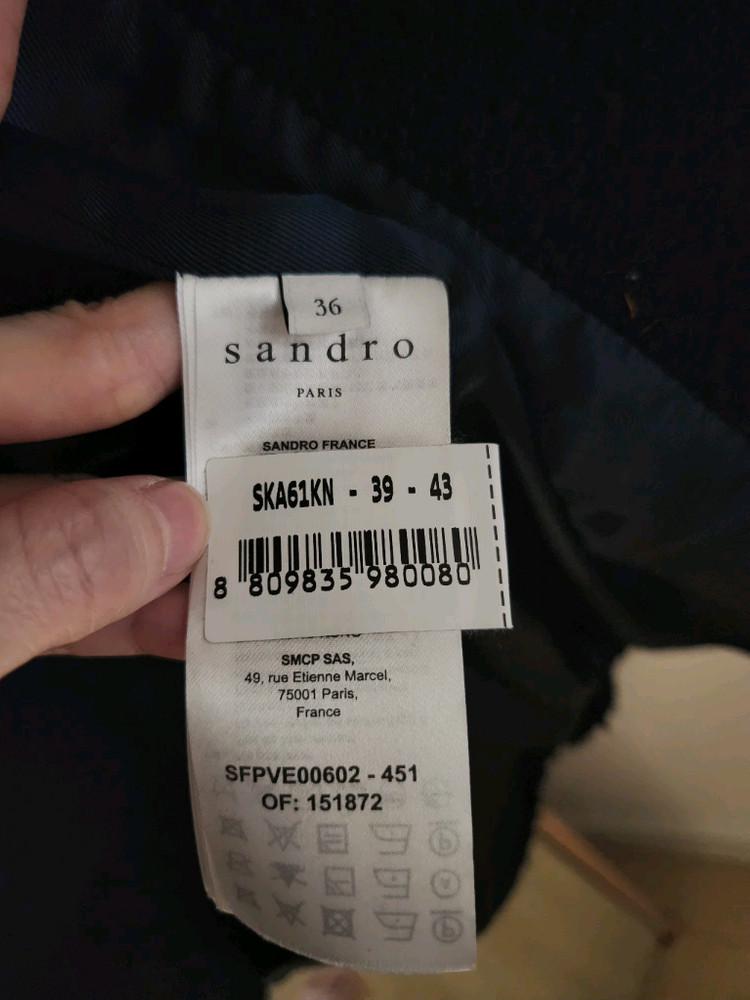 36
sandro
PARIS
SANDRO FRANCE
SKA61KN - 39 - 43
8 809835 980080
SMCP SAS,
49, rue Etienne Marcel,
75001 Paris,
France
SFPVE00602 - 451
OF: 151872